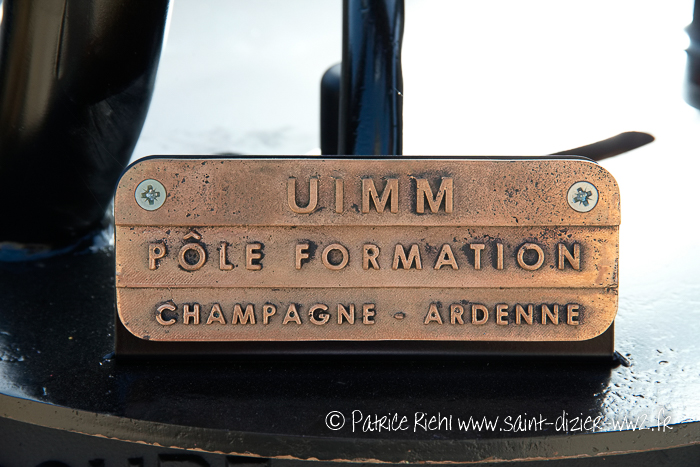 UIMM
PÔLE FORMATION
CHAMPAGNE - ARDENNE
© Patrice Riehl www.saint-dizier-ww2.fr